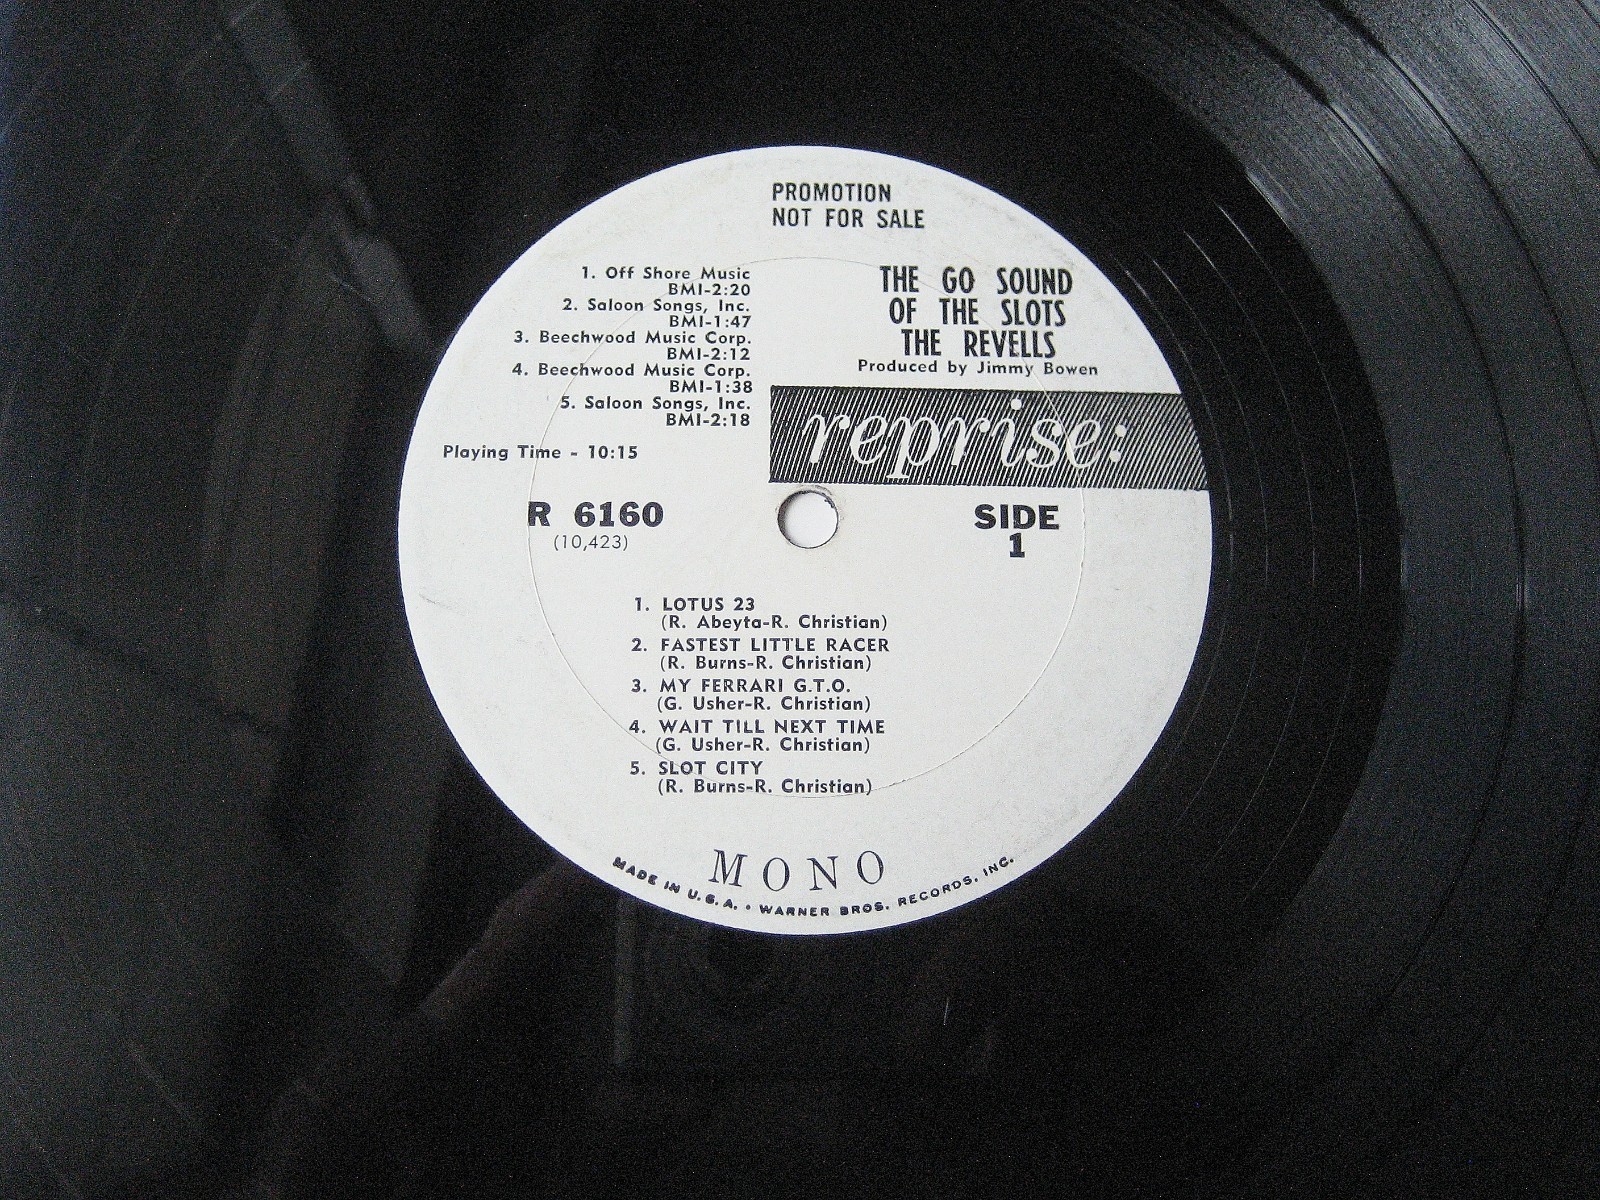 PROMOTION
NOT FOR SALE
1. Off Shore Music
BMI-2:20
2. Saloon Songs, Inc.
BMI-1:47
3. Beechwood Music Corp.
BMI-2:12
4. Beechwood Music Corp.
BMI-1:38
5. Saloon Songs, Inc.
BMI-2:18
Playing Time - 10:15
THE GO SOUND
OF THE SLOTS
THE REVELLS
Produced by Jimmy Bowen
reprise:
R 6160
(10,423)
SIDE
1
1. LOTUS 23
(R. Abeyta-R. Christian)
2. FASTEST LITTLE RACER
(R. Burns-R. Christian)
3. MY FERRARI G.T.O.
(G. Usher-R. Christian)
4. WAIT TILL NEXT TIME
(G. Usher-R. Christian)
5. SLOT CITY
(R. Burns-R. Christian)
MONO
MADE IN U.S.A. • WARNER BROS. RECORDS, INC.